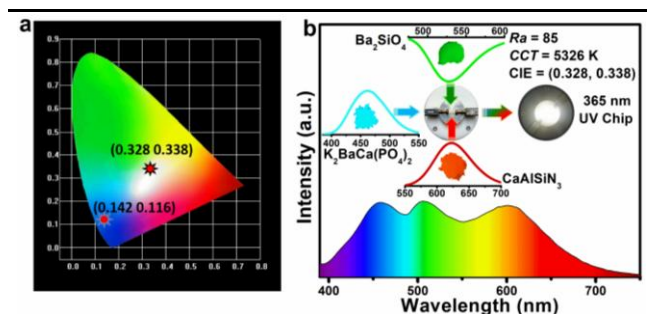 a
0.9
0.8
0.7
0.6
0.5
0.4
0.3
0.2
0.1
0.0
(0.328 0.338)
(0.142 0.116)
0.0 0.1 0.2 0.3 0.4 0.5 0.6 0.7 0.8
b
Intensity (a.u.)
500 550 600
Ba2SiO4
Ra = 85
CCT = 5326 K
CIE = (0.328, 0.338)
365 nm
UV Chip
400 450 500 550
K2BaCa(PO4)2
CaAlSiN3
550 600 650 700
400 500 600 700
Wavelength (nm)